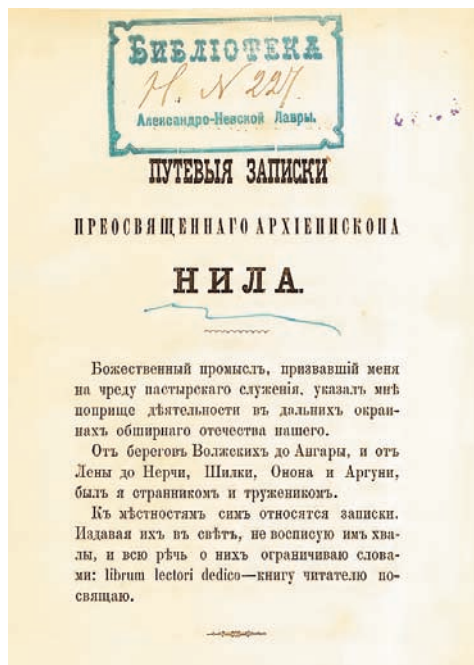 БИБЛІОТЕКА
Н. N 227.
Александро-Невской Лавры.
ПУТЕВЫЯ ЗАПИСКИ
ПРЕОСВЯЩЕННАГО АРХІЕПИСКОПА
НИЛА.
Божественный промыслъ, призвавшій меня
на чреду пастырскаго служенія, указалъ мнѣ
поприще дѣятельности въ дальнихъ окраи-
нахъ обширнаго отечества нашего.
Отъ береговъ Волжскихъ до Ангары, и отъ
Лены до Нерчи, Шилки, Онона и Аргуни,
былъ я странникомъ и труженикомъ.
Къ мѣстностямъ симъ относятся записки.
Издавая ихъ въ свѣтъ, не восписую имъ хва-
лы, и всю рѣчь о нихъ ограничиваю слова-
ми: librum lectori dedico—книгу читателю по-
свящаю.